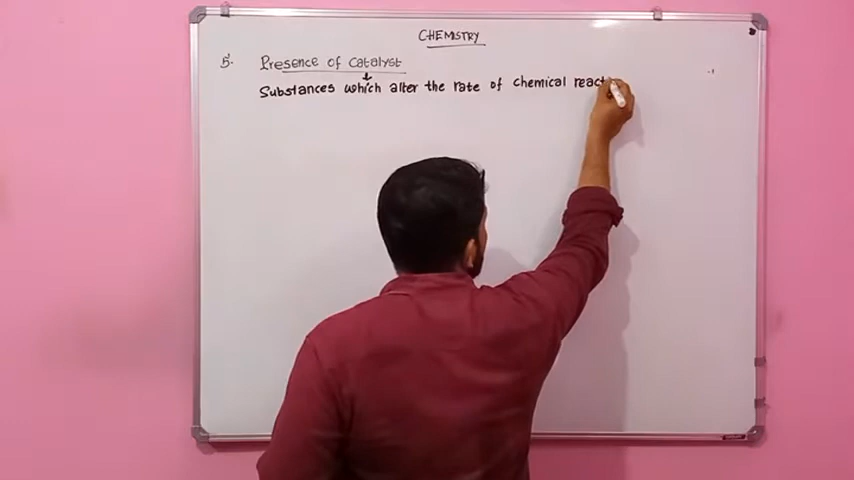 CHEMISTRY
5. Presence of catalyst
Substances which alter the rate of chemical react